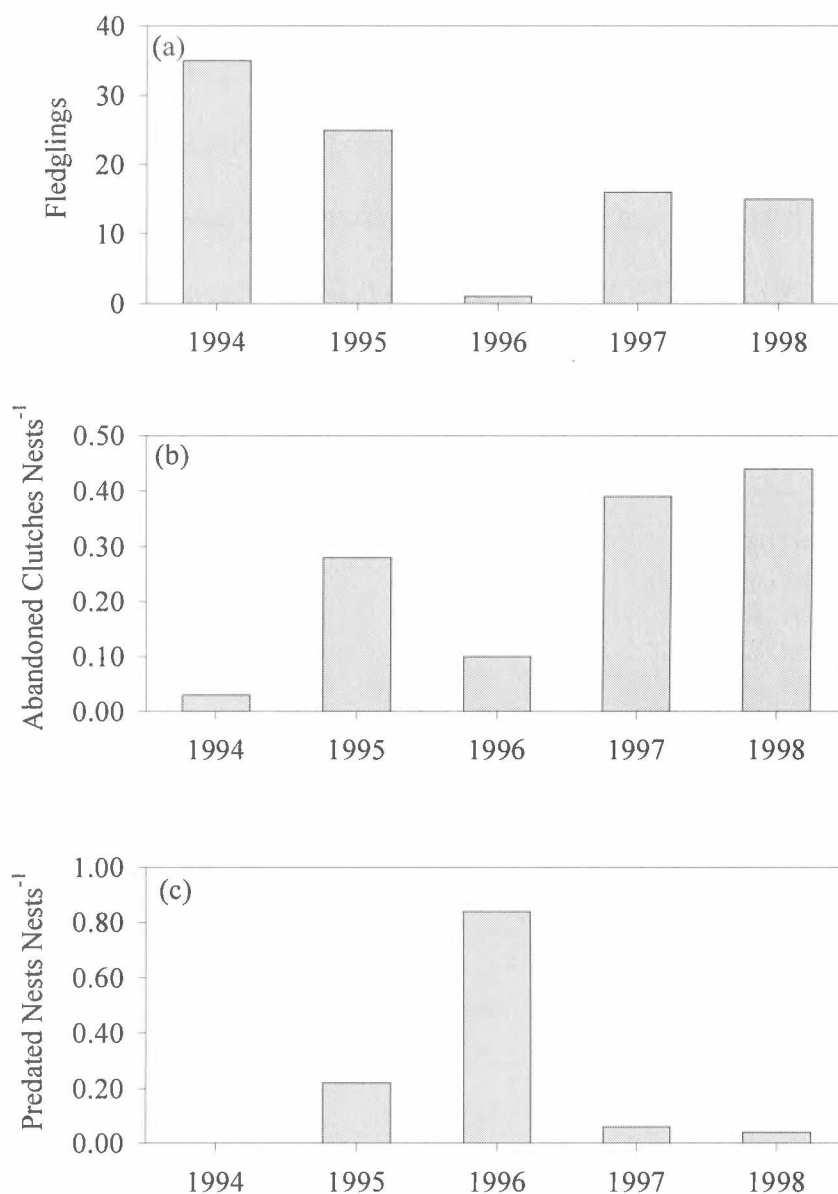 (a)
Fledglings
40
30
20
10
0
1994 1995 1996 1997 1998
(b)
Abandoned Clutches Nests⁻¹
0.50
0.40
0.30
0.20
0.10
0.00
1994 1995 1996 1997 1998
(c)
Predated Nests Nests⁻¹
1.00
0.80
0.60
0.40
0.20
0.00
1994 1995 1996 1997 1998